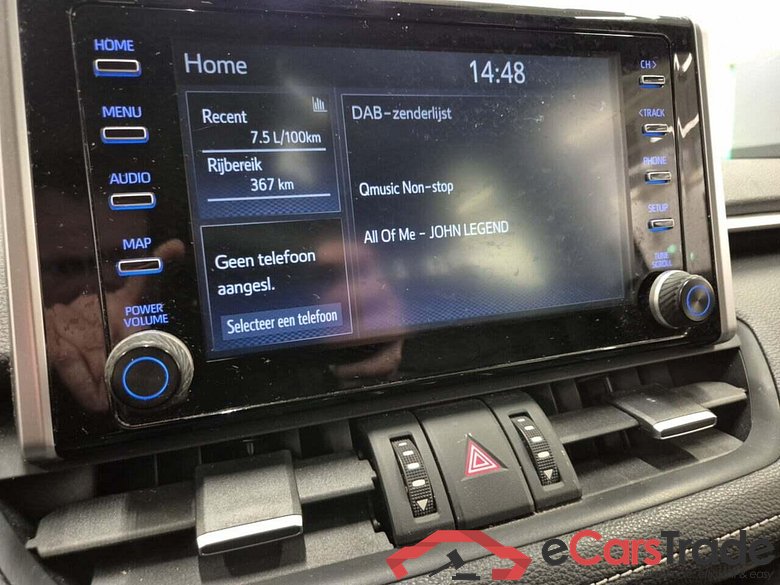 HOME
MENU
AUDIO
MAP
POWER
VOLUME
Home
14:48
Recent
7.5 L/100km
Rijbereik
367 km
Geen telefoon
aangesl.
Selecteer een telefoon
DAB-zenderlijst
Qmusic Non-stop
All Of Me - JOHN LEGEND
CH >
< TRACK
PHONE
SETUP
TUNE
SCROLL
eCarsTrade
& easy